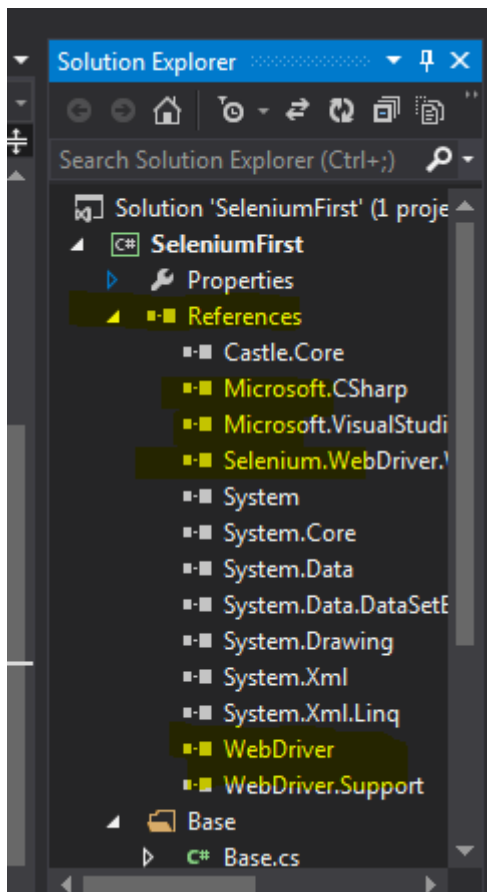 Solution Explorer
Search Solution Explorer (Ctrl+;)
Solution 'SeleniumFirst' (1 proje
C# SeleniumFirst
Properties
References
Castle.Core
Microsoft.CSharp
Microsoft.VisualStudi
Selenium.WebDriver.
System
System.Core
System.Data
System.Data.DataSetE
System.Drawing
System.Xml
System.Xml.Linq
WebDriver
WebDriver.Support
Base
C# Base.cs